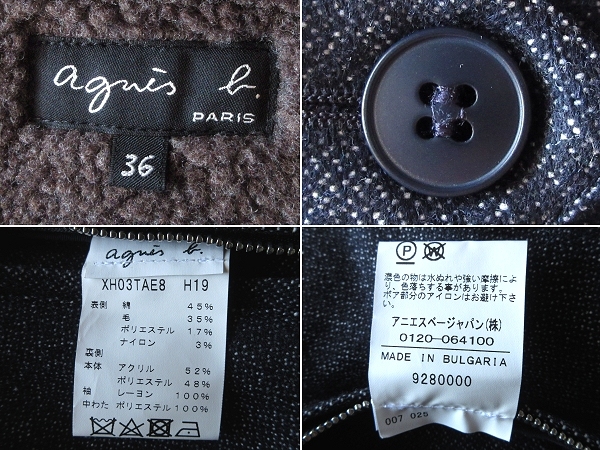 agnès b.
PARIS
36
agnès b.
XH03TAE8 H19
表側 綿 45%
毛 35%
ポリエステル 17%
ナイロン 3%
裏側
本体 アクリル 52%
ポリエステル 48%
袖 レーヨン 100%
中わた ポリエステル 100%
P W
濃色の物は水ぬれや強い摩擦によ
り、色落ちする事があります。
ボア部分のアイロンはお避け下さ
い。
アニエスベージャパン(株)
0120-064100
MADE IN BULGARIA
9280000
007 025